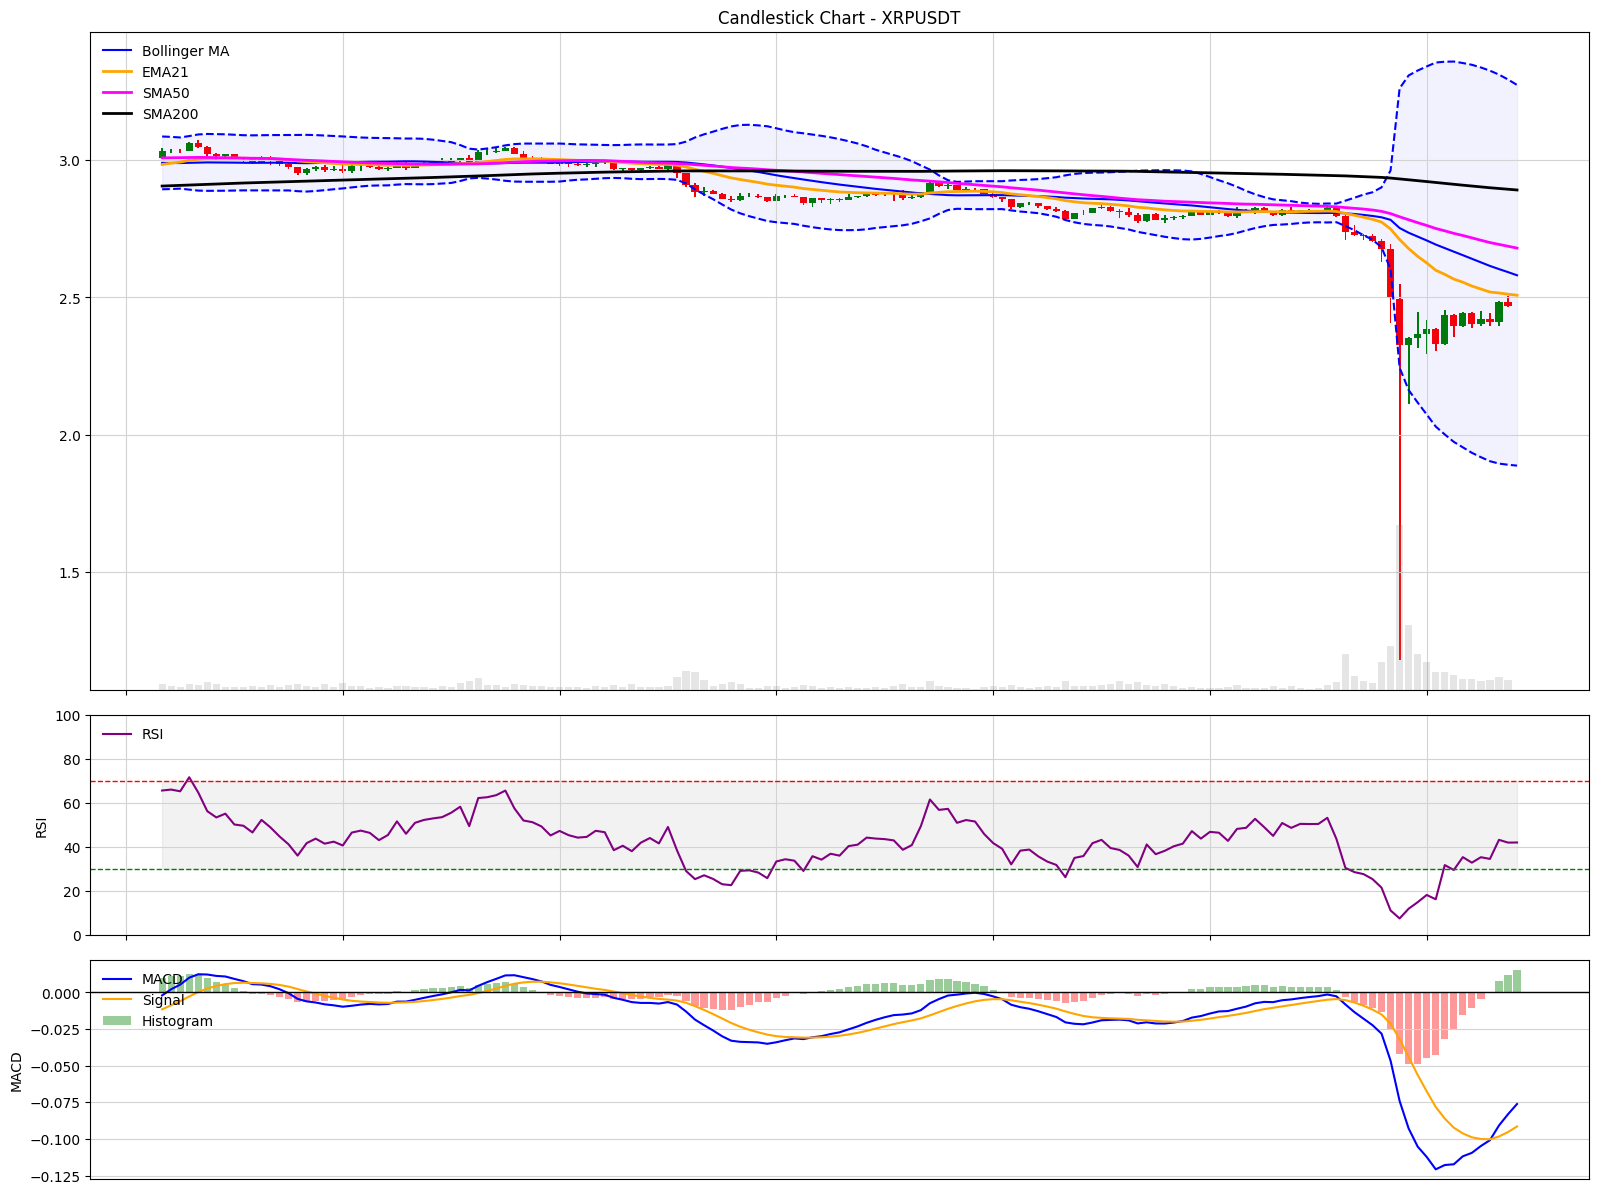 Candlestick Chart - XRPUSDT
Bollinger MA
EMA21
SMA50
SMA200
3.0
2.5
2.0
1.5
RSI
100
80
60
40
20
0
RSI
MACD
Signal
Histogram
0.000
−0.025
−0.050
−0.075
−0.100
−0.125
MACD